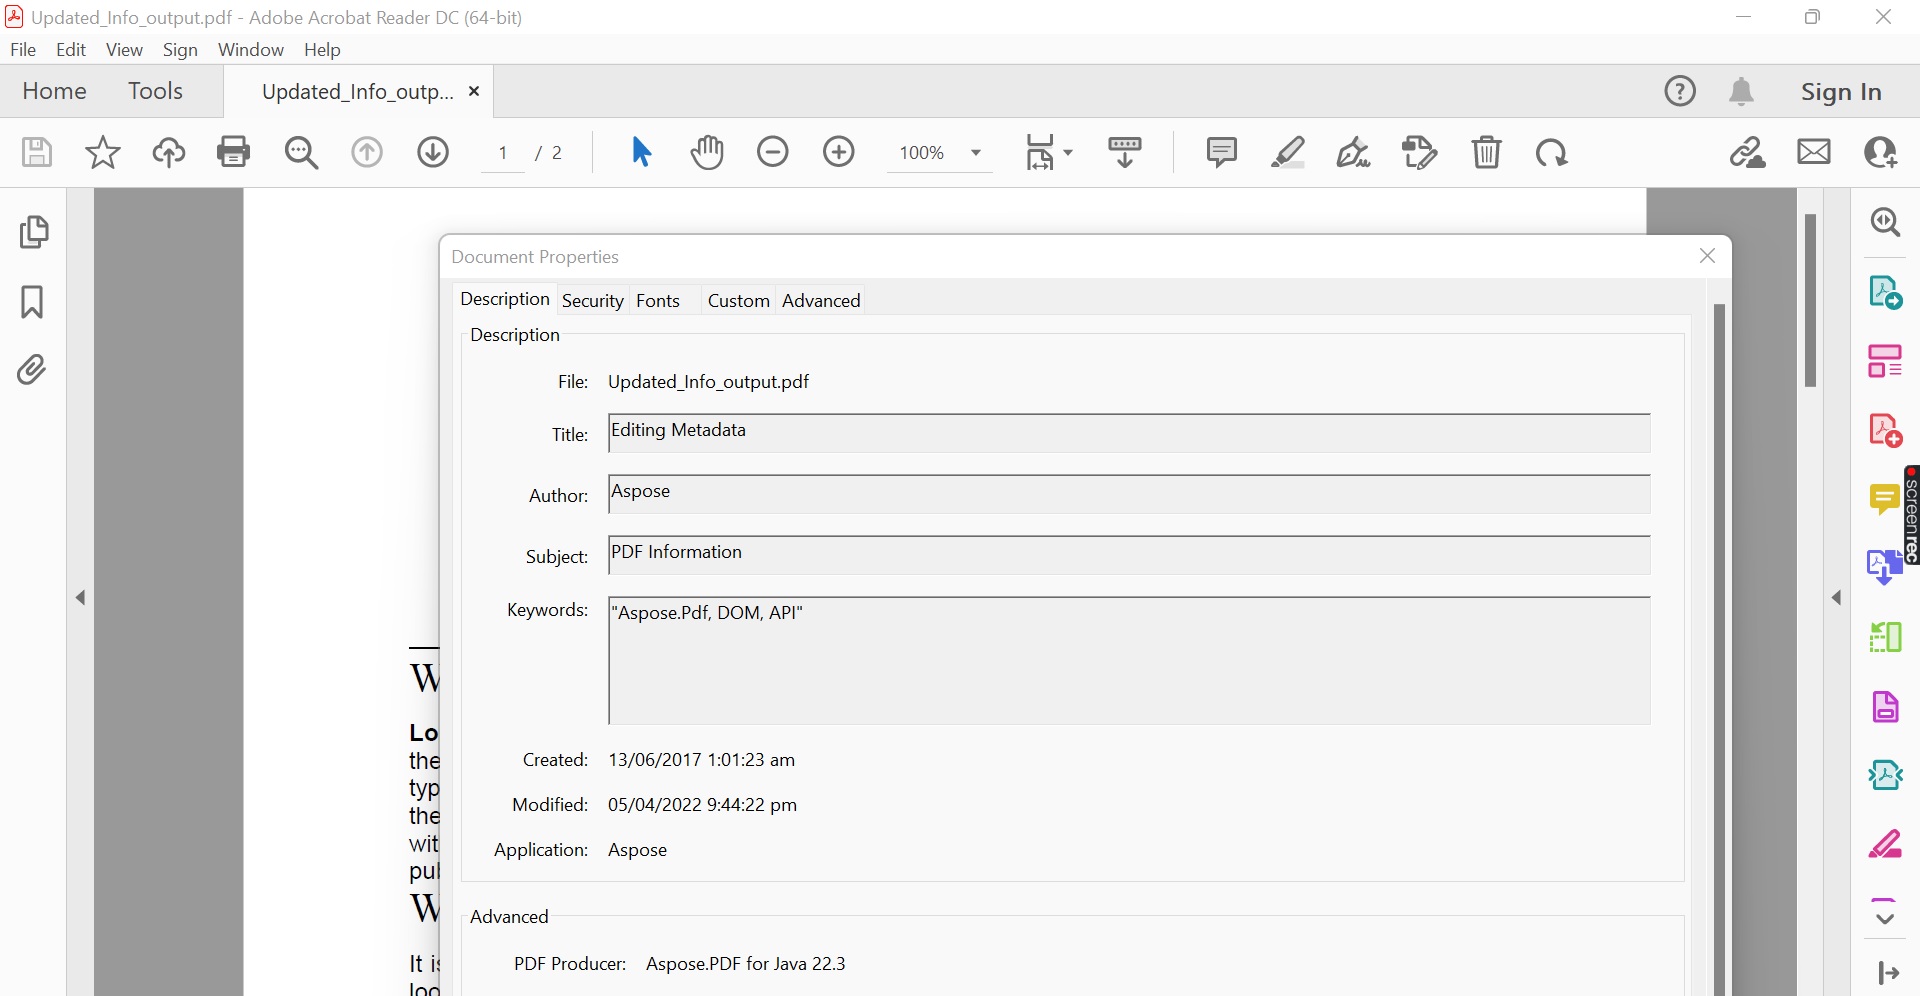 Updated_Info_output.pdf - Adobe Acrobat Reader DC (64-bit)
File Edit View Sign Window Help
Home Tools Updated_Info_outp... × Sign In
1 / 2 100%
Document Properties
Description Security Fonts Custom Advanced
Description
File: Updated_Info_output.pdf
Title: Editing Metadata
Author: Aspose
Subject: PDF Information
Keywords: "Aspose.Pdf, DOM, API"
Created: 13/06/2017 1:01:23 am
Modified: 05/04/2022 9:44:22 pm
Application: Aspose
Advanced
PDF Producer: Aspose.PDF for Java 22.3
W
Lo
the
typ
the
wit
pu
W
It i
loo
screenrec